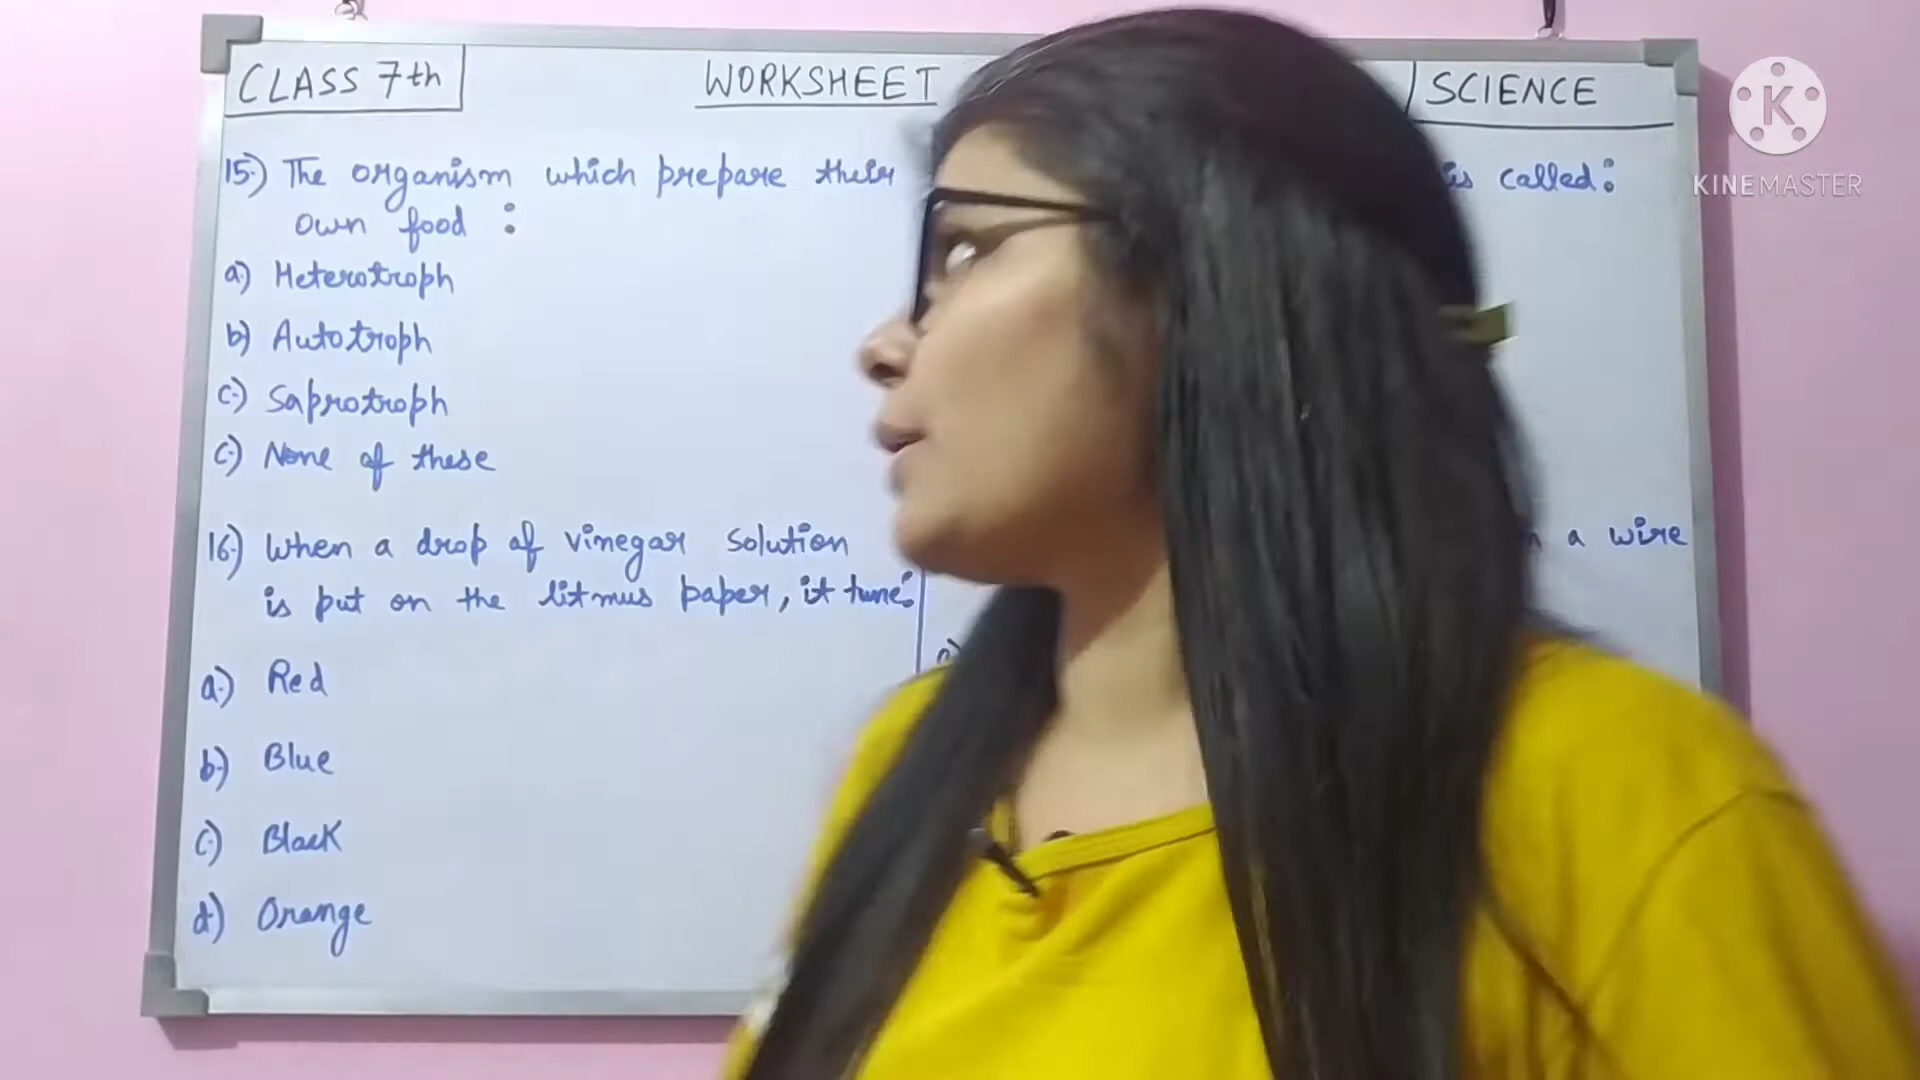 CLASS 7th
WORKSHEET
SCIENCE
15.) The organism which prepare their
own food :
a) Heterotroph
b) Autotroph
c.) Saprotroph
c.) None of these
16.) When a drop of vinegar solution
is put on the litmus paper, it turns:
a.) Red
b.) Blue
c.) Black
d.) Orange
is called:
a wire
K
KINEMASTER